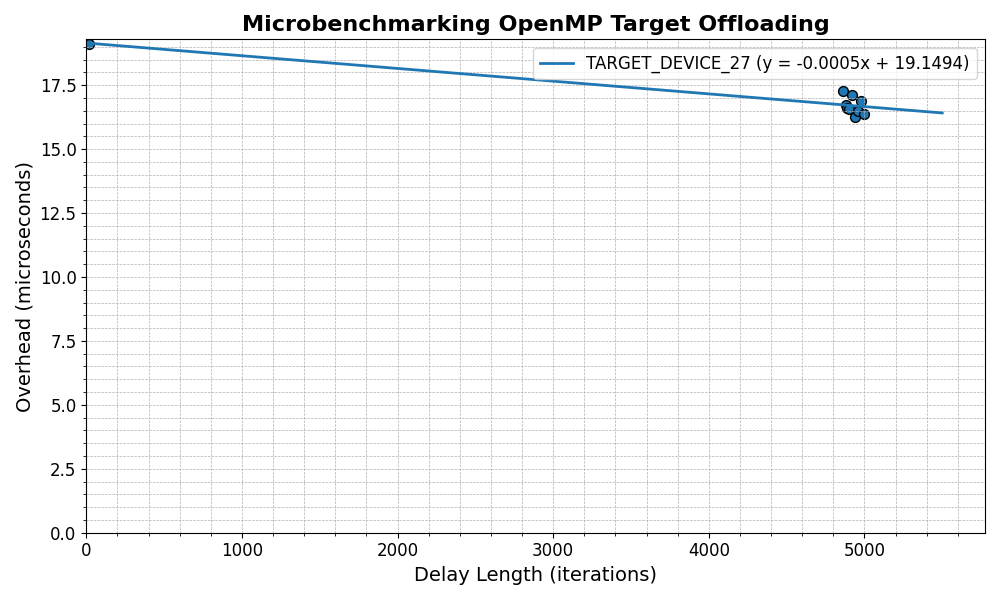 Microbenchmarking OpenMP Target Offloading
TARGET_DEVICE_27 (y = -0.0005x + 19.1494)
Overhead (microseconds)
17.5
15.0
12.5
10.0
7.5
5.0
2.5
0.0
0 1000 2000 3000 4000 5000
Delay Length (iterations)